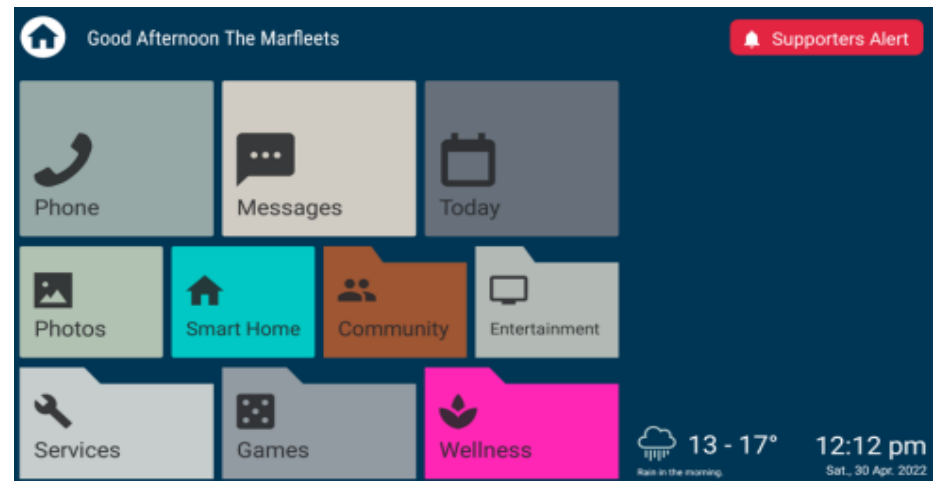 Good Afternoon The Marfleets
Supporters Alert
Phone
Messages
Today
Photos
Smart Home
Community
Entertainment
Services
Games
Wellness
13 - 17°
12:12 pm
Rain in the morning.
Sat., 30 Apr. 2022